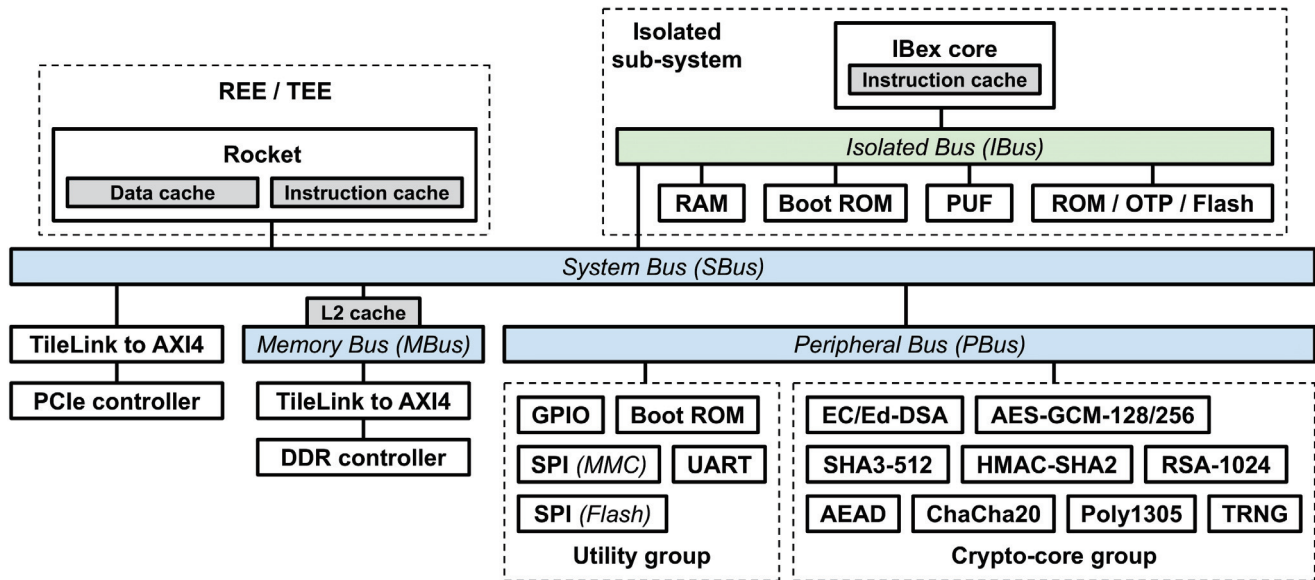 Isolated
sub-system
IBex core
Instruction cache
REE / TEE
Rocket
Data cache
Instruction cache
Isolated Bus (IBus)
RAM
Boot ROM
PUF
ROM / OTP / Flash
System Bus (SBus)
L2 cache
TileLink to AXI4
Memory Bus (MBus)
Peripheral Bus (PBus)
PCIe controller
TileLink to AXI4
DDR controller
GPIO
Boot ROM
SPI (MMC)
UART
SPI (Flash)
Utility group
EC/Ed-DSA
AES-GCM-128/256
SHA3-512
HMAC-SHA2
RSA-1024
AEAD
ChaCha20
Poly1305
TRNG
Crypto-core group